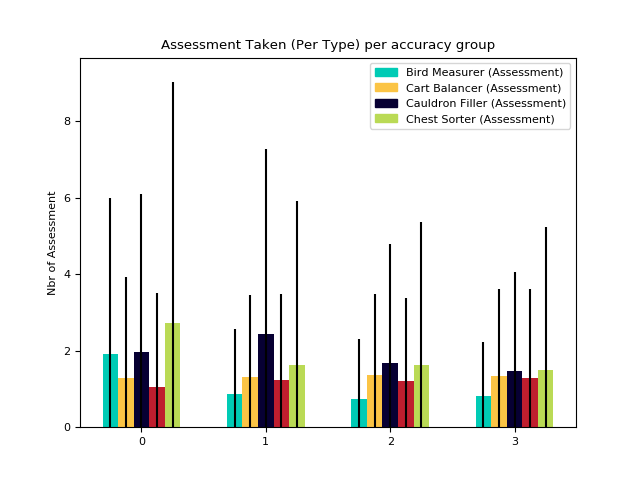 Assessment Taken (Per Type) per accuracy group
Bird Measurer (Assessment)
Cart Balancer (Assessment)
Cauldron Filler (Assessment)
Chest Sorter (Assessment)
Nbr of Assessment
8
6
4
2
0
0 1 2 3